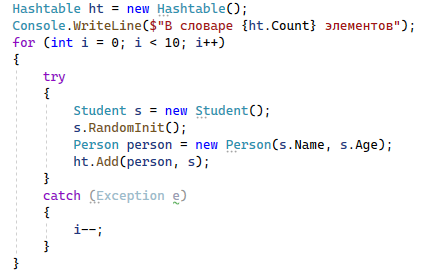 Hashtable ht = new Hashtable();
Console.WriteLine($"В словаре {ht.Count} элементов");
for (int i = 0; i < 10; i++)
{
    try
    {
        Student s = new Student();
        s.RandomInit();
        Person person = new Person(s.Name, s.Age);
        ht.Add(person, s);
    }
    catch (Exception e)
    {
        i--;
    }
}